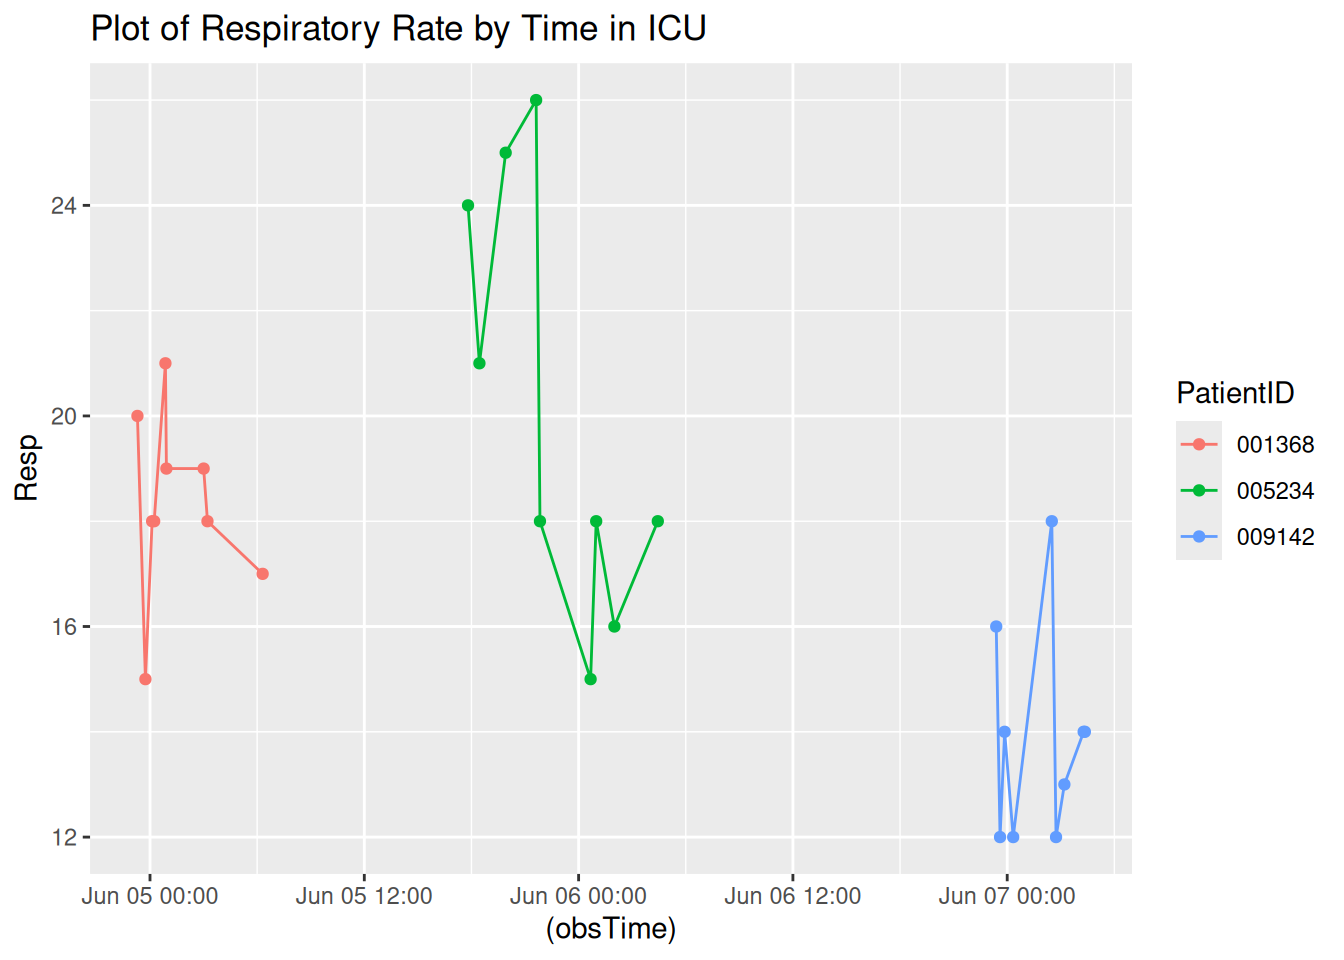 Plot of Respiratory Rate by Time in ICU
24
20
16
12
Resp
Jun 05 00:00
Jun 05 12:00
Jun 06 00:00
Jun 06 12:00
Jun 07 00:00
(obsTime)
PatientID
001368
005234
009142